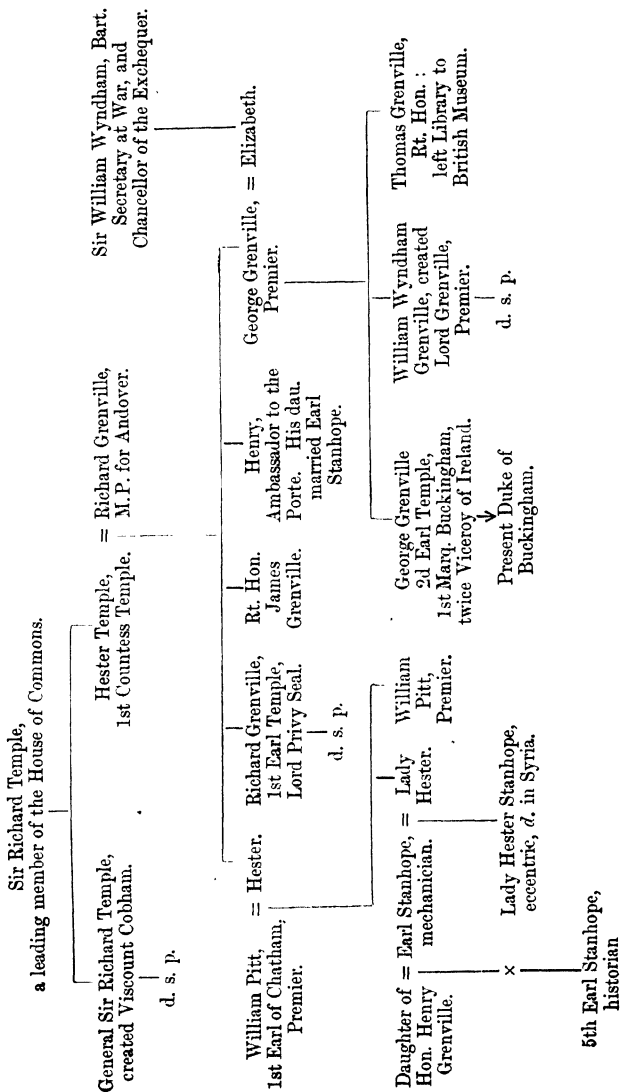 Sir Richard Temple,
a leading member of the House of Commons.
General Sir Richard Temple,
created Viscount Cobham.
d. s. p.
Hester Temple,
1st Countess Temple.
= Richard Grenville,
M.P. for Andover.
Sir William Wyndham, Bart.
Secretary at War, and
Chancellor of the Exchequer.
William Pitt,
1st Earl of Chatham,
Premier.
= Hester.
Richard Grenville,
1st Earl Temple,
Lord Privy Seal.
d. s. p.
Rt. Hon.
James
Grenville.
Henry,
Ambassador to the
Porte. His dau.
married Earl
Stanhope.
George Grenville,
Premier.
= Elizabeth.
Daughter of
Hon. Henry
Grenville.
= Earl Stanhope,
mechanician.
= Lady
Hester.
William
Pitt,
Premier.
George Grenville
2d Earl Temple,
1st Marq. Buckingham,
twice Viceroy of Ireland.
Present Duke of
Buckingham.
William Wyndham
Grenville, created
Lord Grenville,
Premier.
d. s. p.
Thomas Grenville,
Rt. Hon. :
left Library to
British Museum.
×
Lady Hester Stanhope,
eccentric, d. in Syria.
5th Earl Stanhope,
historian